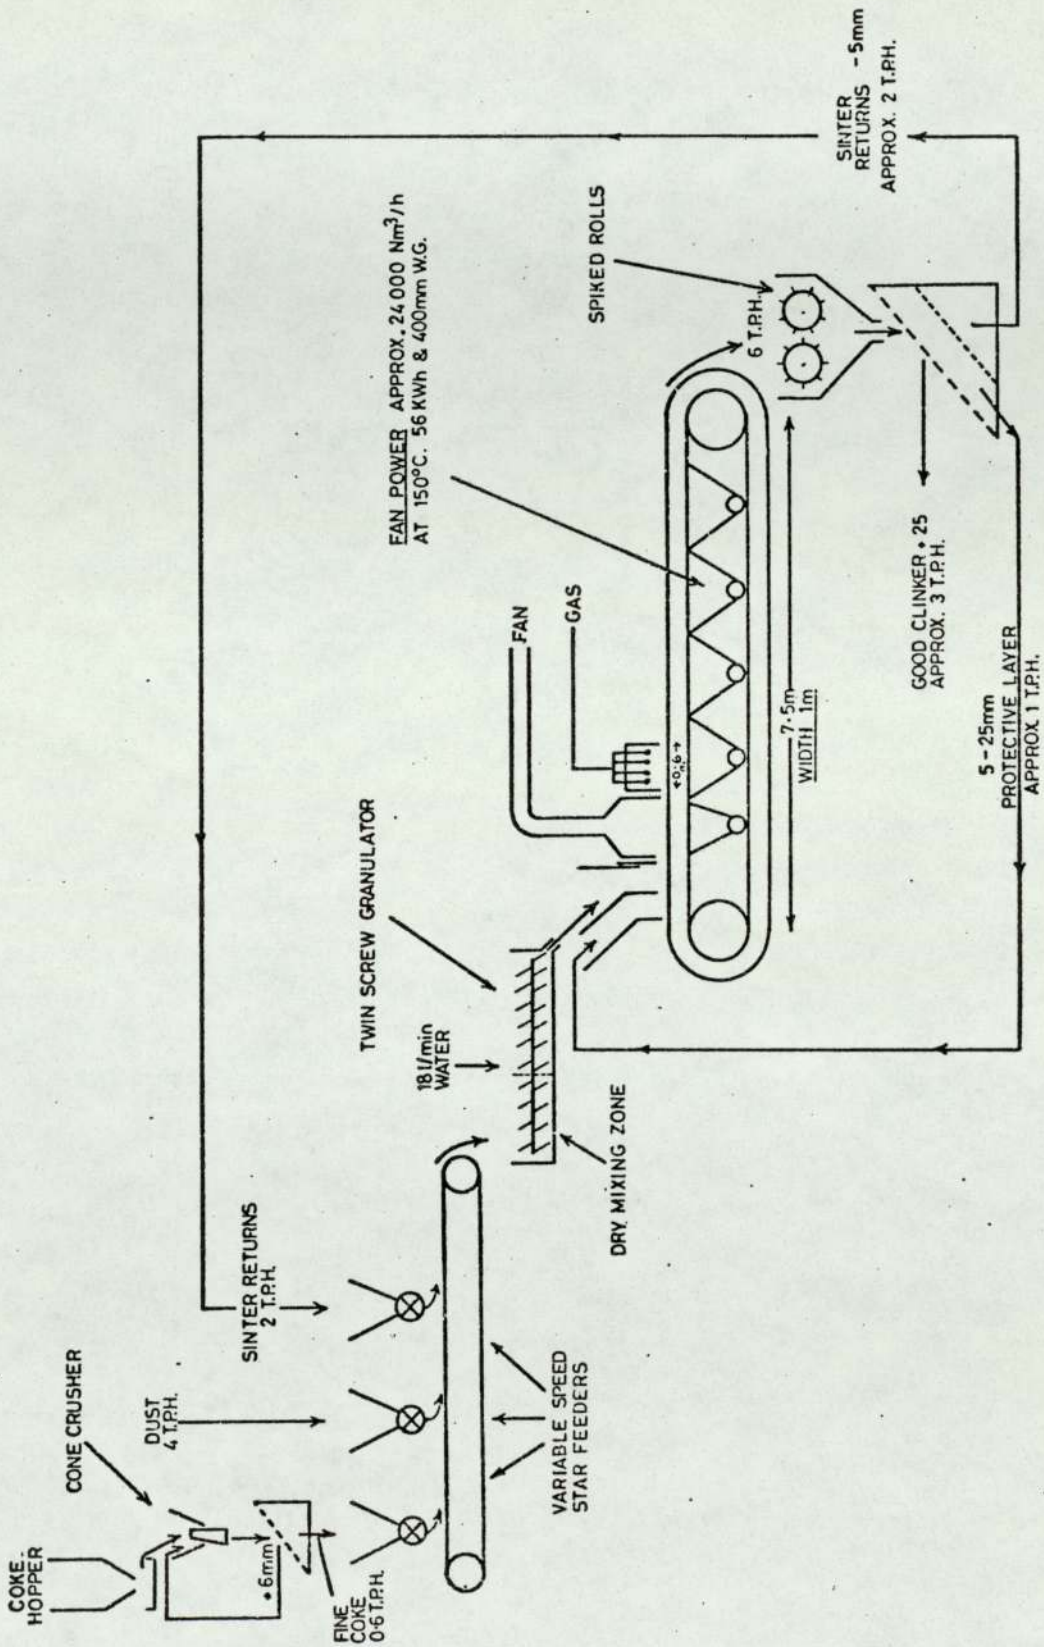 COKE-
HOPPER
CONE CRUSHER
+6mm
FINE
COKE
0·6 T.P.H.
DUST
4 T.P.H.
SINTER RETURNS
2 T.P.H.
VARIABLE SPEED
STAR FEEDERS
DRY MIXING ZONE
18 l/min
WATER
TWIN SCREW GRANULATOR
FAN
GAS
FAN POWER APPROX. 24 000 Nm³/h
AT 150°C. 56 KWh & 400mm W.G.
0·6
m
7·5m
WIDTH 1m
6 T.P.H.
SPIKED ROLLS
GOOD CLINKER + 25
APPROX. 3 T.P.H.
5 - 25mm
PROTECTIVE LAYER
APPROX. 1 T.P.H.
SINTER
RETURNS -5mm
APPROX. 2 T.P.H.